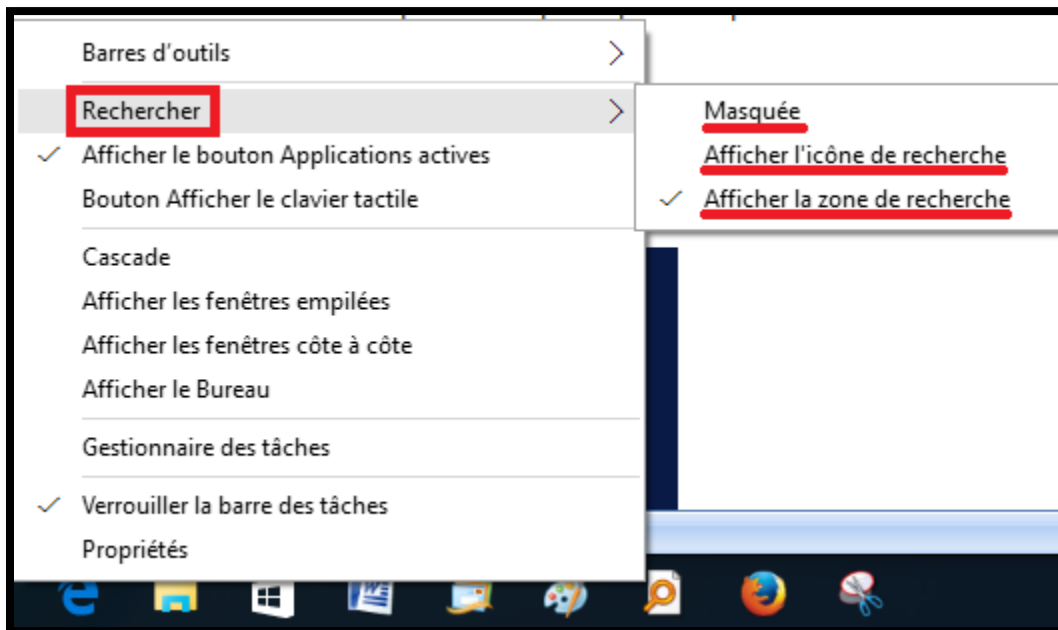 Barres d'outils
Rechercher
Masquée
Afficher le bouton Applications actives
Afficher l'icône de recherche
Bouton Afficher le clavier tactile
Afficher la zone de recherche
Cascade
Afficher les fenêtres empilées
Afficher les fenêtres côte à côte
Afficher le Bureau
Gestionnaire des tâches
Verrouiller la barre des tâches
Propriétés